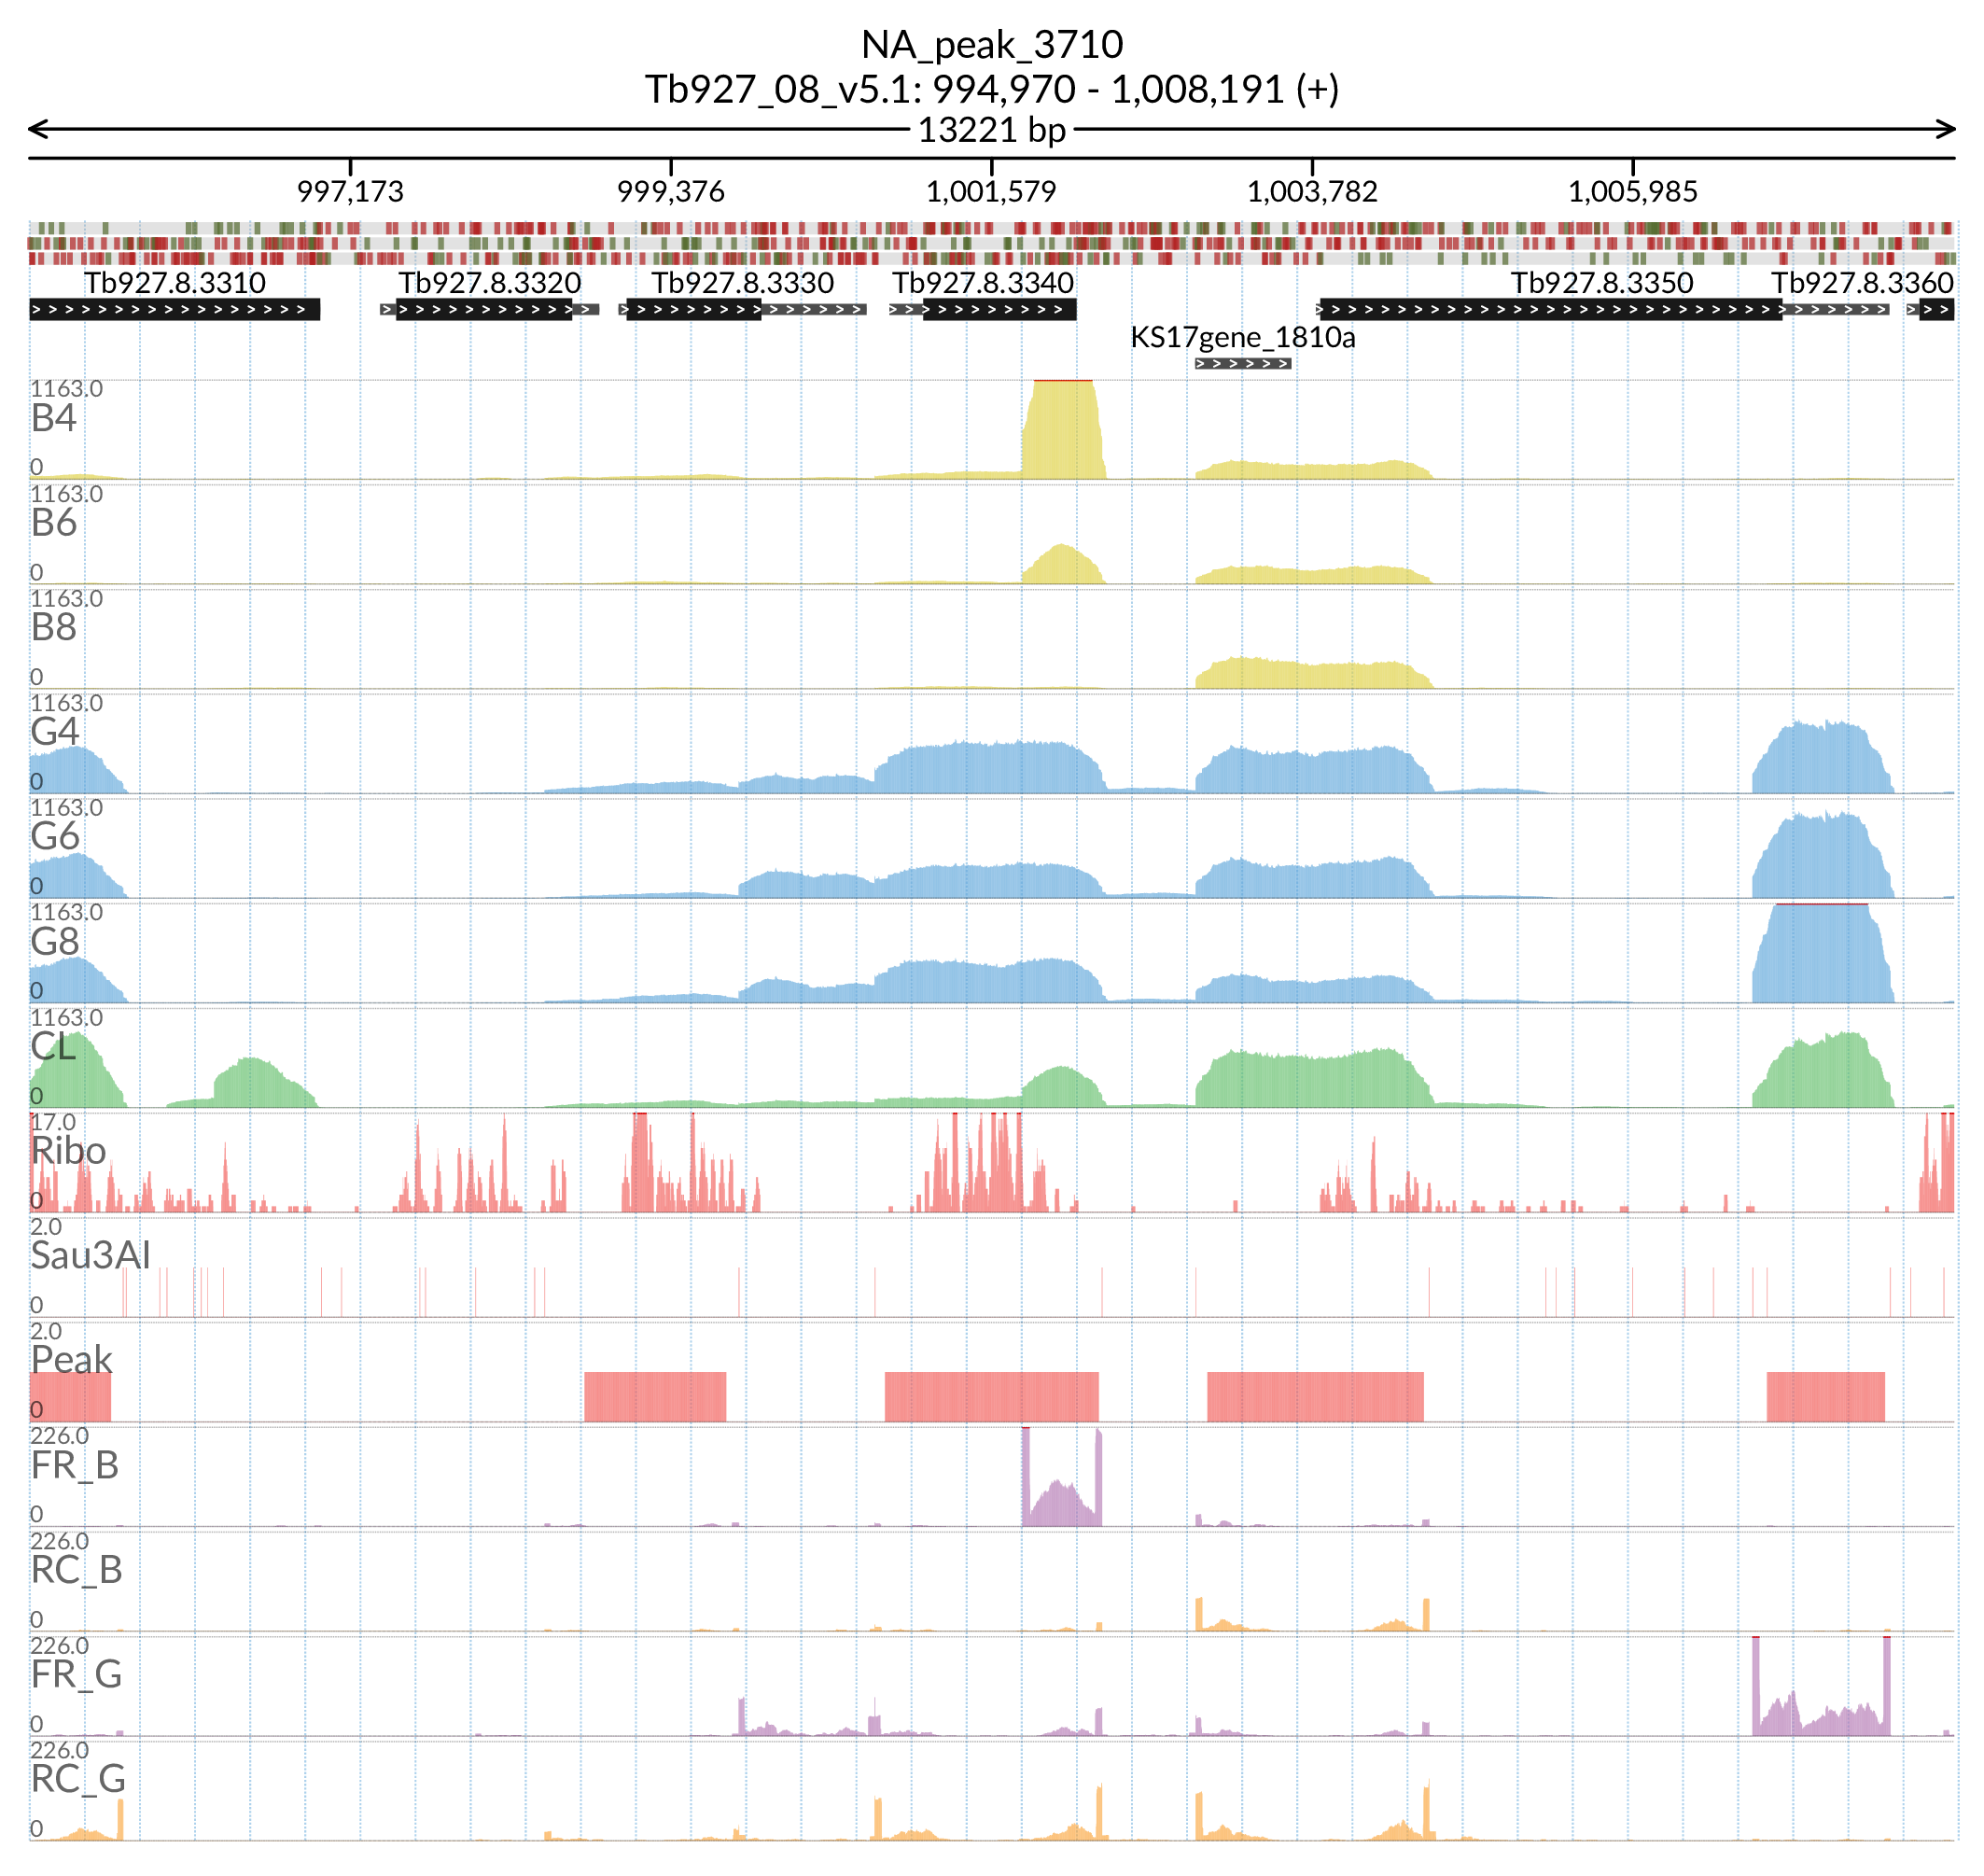 NA_peak_3710
Tb927_08_v5.1: 994,970 - 1,008,191 (+)
13221 bp
997,173 999,376 1,001,579 1,003,782 1,005,985
Tb927.8.3310 Tb927.8.3320 Tb927.8.3330 Tb927.8.3340 Tb927.8.3350 Tb927.8.3360
KS17gene_1810a
1163.0
B4
0
1163.0
B6
0
1163.0
B8
0
1163.0
G4
0
1163.0
G6
0
1163.0
G8
0
1163.0
CL
0
17.0
Ribo
0
2.0
Sau3AI
0
2.0
Peak
0
226.0
FR_B
0
226.0
RC_B
0
226.0
FR_G
0
226.0
RC_G
0